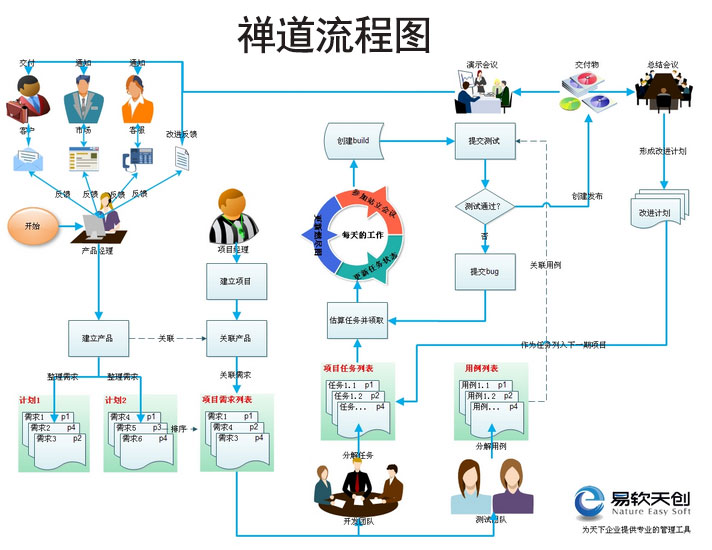 禅道流程图
交付
通知
通知
演示会议
交付物
总结会议
客户
市场
客服
改进反馈
创建build
提交测试
形成改进计划
反馈
反馈
反馈
反馈
参加站立会议
每天的工作
更新任务状态
测试通过?
创建发布
改进计划
开始
产品经理
项目经理
否
关联用例
建立项目
提交bug
估算任务并领取
建立产品
关联
关联产品
作为任务列入下一期项目
整理需求
整理需求
关联需求
项目任务列表
用例列表
计划1
计划2
项目需求列表
任务1.1 p1
任务1.2 p2
任务... p4
用例1.1 p1
用例1.2 p2
用例... p4
需求1 p1
需求2 p4
需求3 p2
需求4 p1
需求5 p3
需求6 p4
排序
需求1 p1
需求4 p2
需求3 p4
分解任务
分解用例
开发团队
测试团队
易软天创
Nature Easy Soft
为天下企业提供专业的管理工具